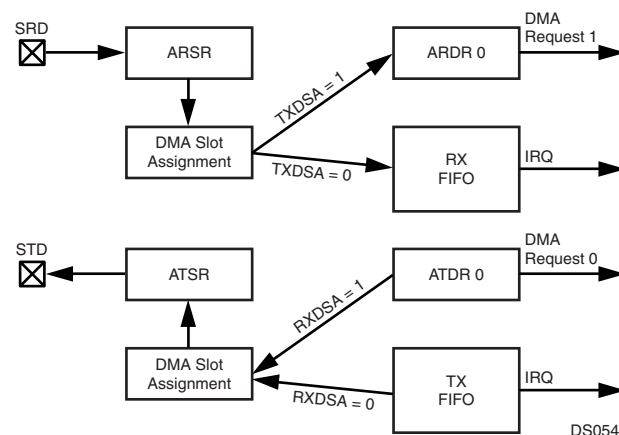 SRD
ARSR
DMA Slot
Assignment
TXDSA = 1
TXDSA = 0
ARDR 0
DMA
Request 1
RX
FIFO
IRQ
STD
ATSR
DMA Slot
Assignment
RXDSA = 1
RXDSA = 0
ATDR 0
DMA
Request 0
TX
FIFO
IRQ
DS054